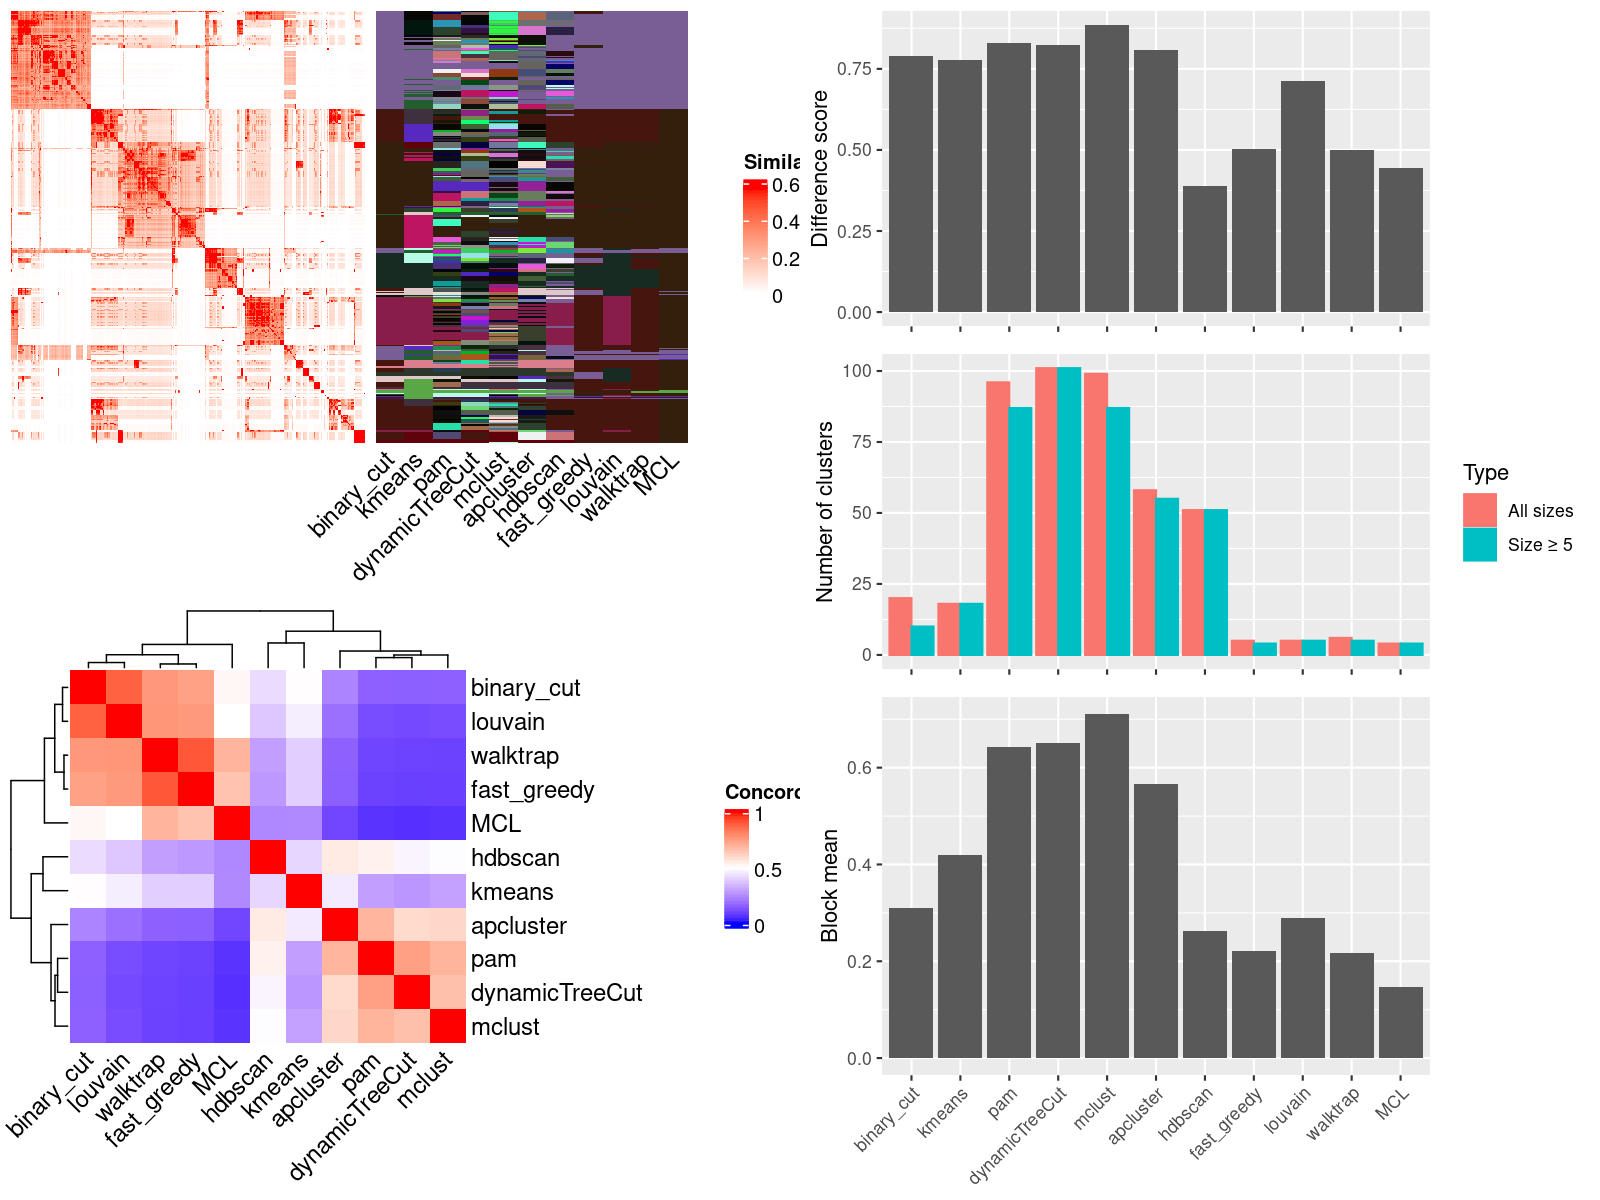 Simila
0.6
0.4
0.2
0
binary_cut
kmeans
pam
dynamicTreeCut
mclust
apcluster
hdbscan
fast_greedy
louvain
walktrap
MCL
Difference score
0.75
0.50
0.25
0.00
Number of clusters
100
75
50
25
0
Type
All sizes
Size ≥ 5
binary_cut
louvain
walktrap
fast_greedy
MCL
hdbscan
kmeans
apcluster
pam
dynamicTreeCut
mclust
binary_cut
louvain
walktrap
fast_greedy
MCL
hdbscan
kmeans
apcluster
pam
dynamicTreeCut
mclust
Concord
1
0.5
0
Block mean
0.6
0.4
0.2
0.0
binary_cut
kmeans
pam
dynamicTreeCut
mclust
apcluster
hdbscan
fast_greedy
louvain
walktrap
MCL